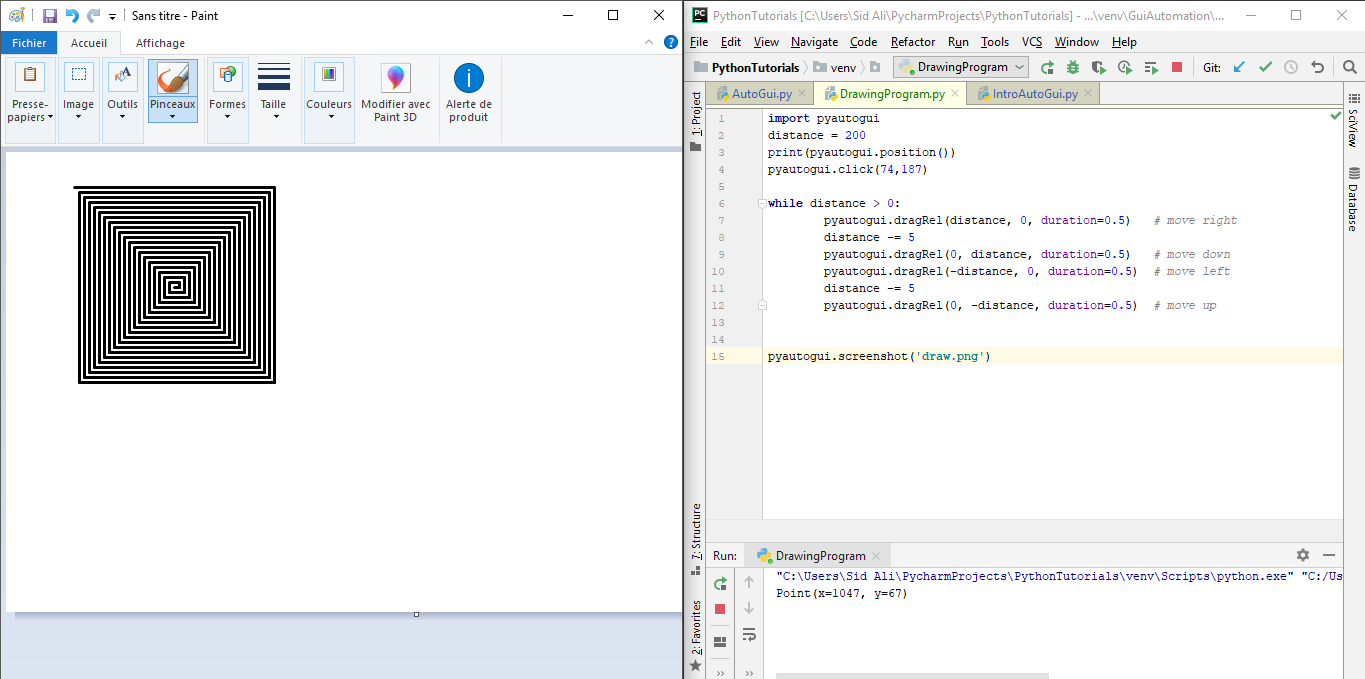 Sans titre - Paint
Fichier Accueil Affichage
Presse-papiers
Image
Outils
Pinceaux
Formes
Taille
Couleurs
Modifier avec Paint 3D
Alerte de produit
PythonTutorials [C:\Users\Sid Ali\PycharmProjects\PythonTutorials] - ...\venv\GuiAutomation\...
File Edit View Navigate Code Refactor Run Tools VCS Window Help
PythonTutorials venv DrawingProgram Git:
AutoGui.py DrawingProgram.py IntroAutoGui.py
1: Project
SciView
Database
1 import pyautogui
2 distance = 200
3 print(pyautogui.position())
4 pyautogui.click(74,187)
5
6 while distance > 0:
7 pyautogui.dragRel(distance, 0, duration=0.5) # move right
8 distance -= 5
9 pyautogui.dragRel(0, distance, duration=0.5) # move down
10 pyautogui.dragRel(-distance, 0, duration=0.5) # move left
11 distance -= 5
12 pyautogui.dragRel(0, -distance, duration=0.5) # move up
13
14
15 pyautogui.screenshot('draw.png')
7: Structure
2: Favorites
Run: DrawingProgram
"C:\Users\Sid Ali\PycharmProjects\PythonTutorials\venv\Scripts\python.exe" "C:/Us
Point(x=1047, y=67)